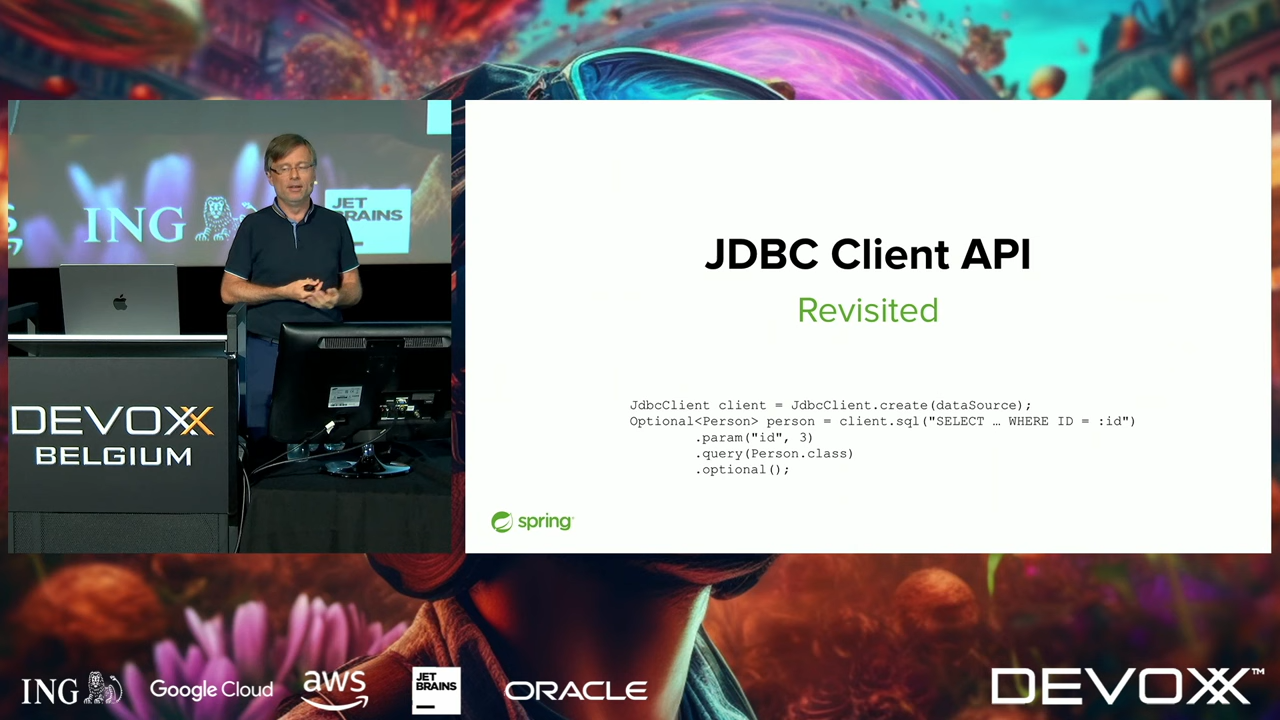 ING
JET
BRAINS
DEVOXX
BELGIUM
JDBC Client API
Revisited
JdbcClient client = JdbcClient.create(dataSource);
Optional<Person> person = client.sql("SELECT … WHERE ID = :id")
.param("id", 3)
.query(Person.class)
.optional();
spring
ING
Google Cloud
aws
JET
BRAINS
ORACLE
DEVOXX™